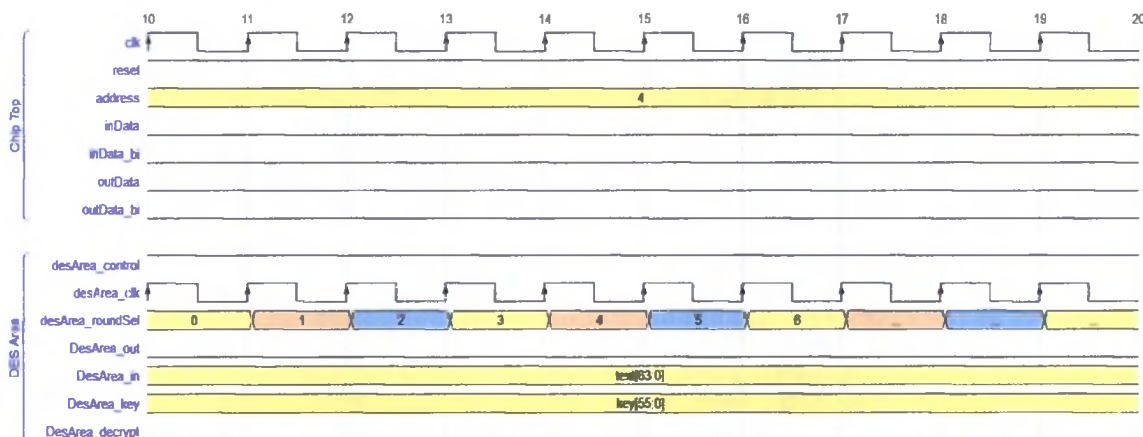 10 11 12 13 14 15 16 17 18 19 20
Chip Top
clk
reset
address 4
inData
inData_bi
outData
outData_bi
DES Area
desArea_control
desArea_clk
desArea_roundSel 0 1 2 3 4 5 6 _ _ _
DesArea_out
DesArea_in text[63:0]
DesArea_key key[55:0]
DesArea_decrypt